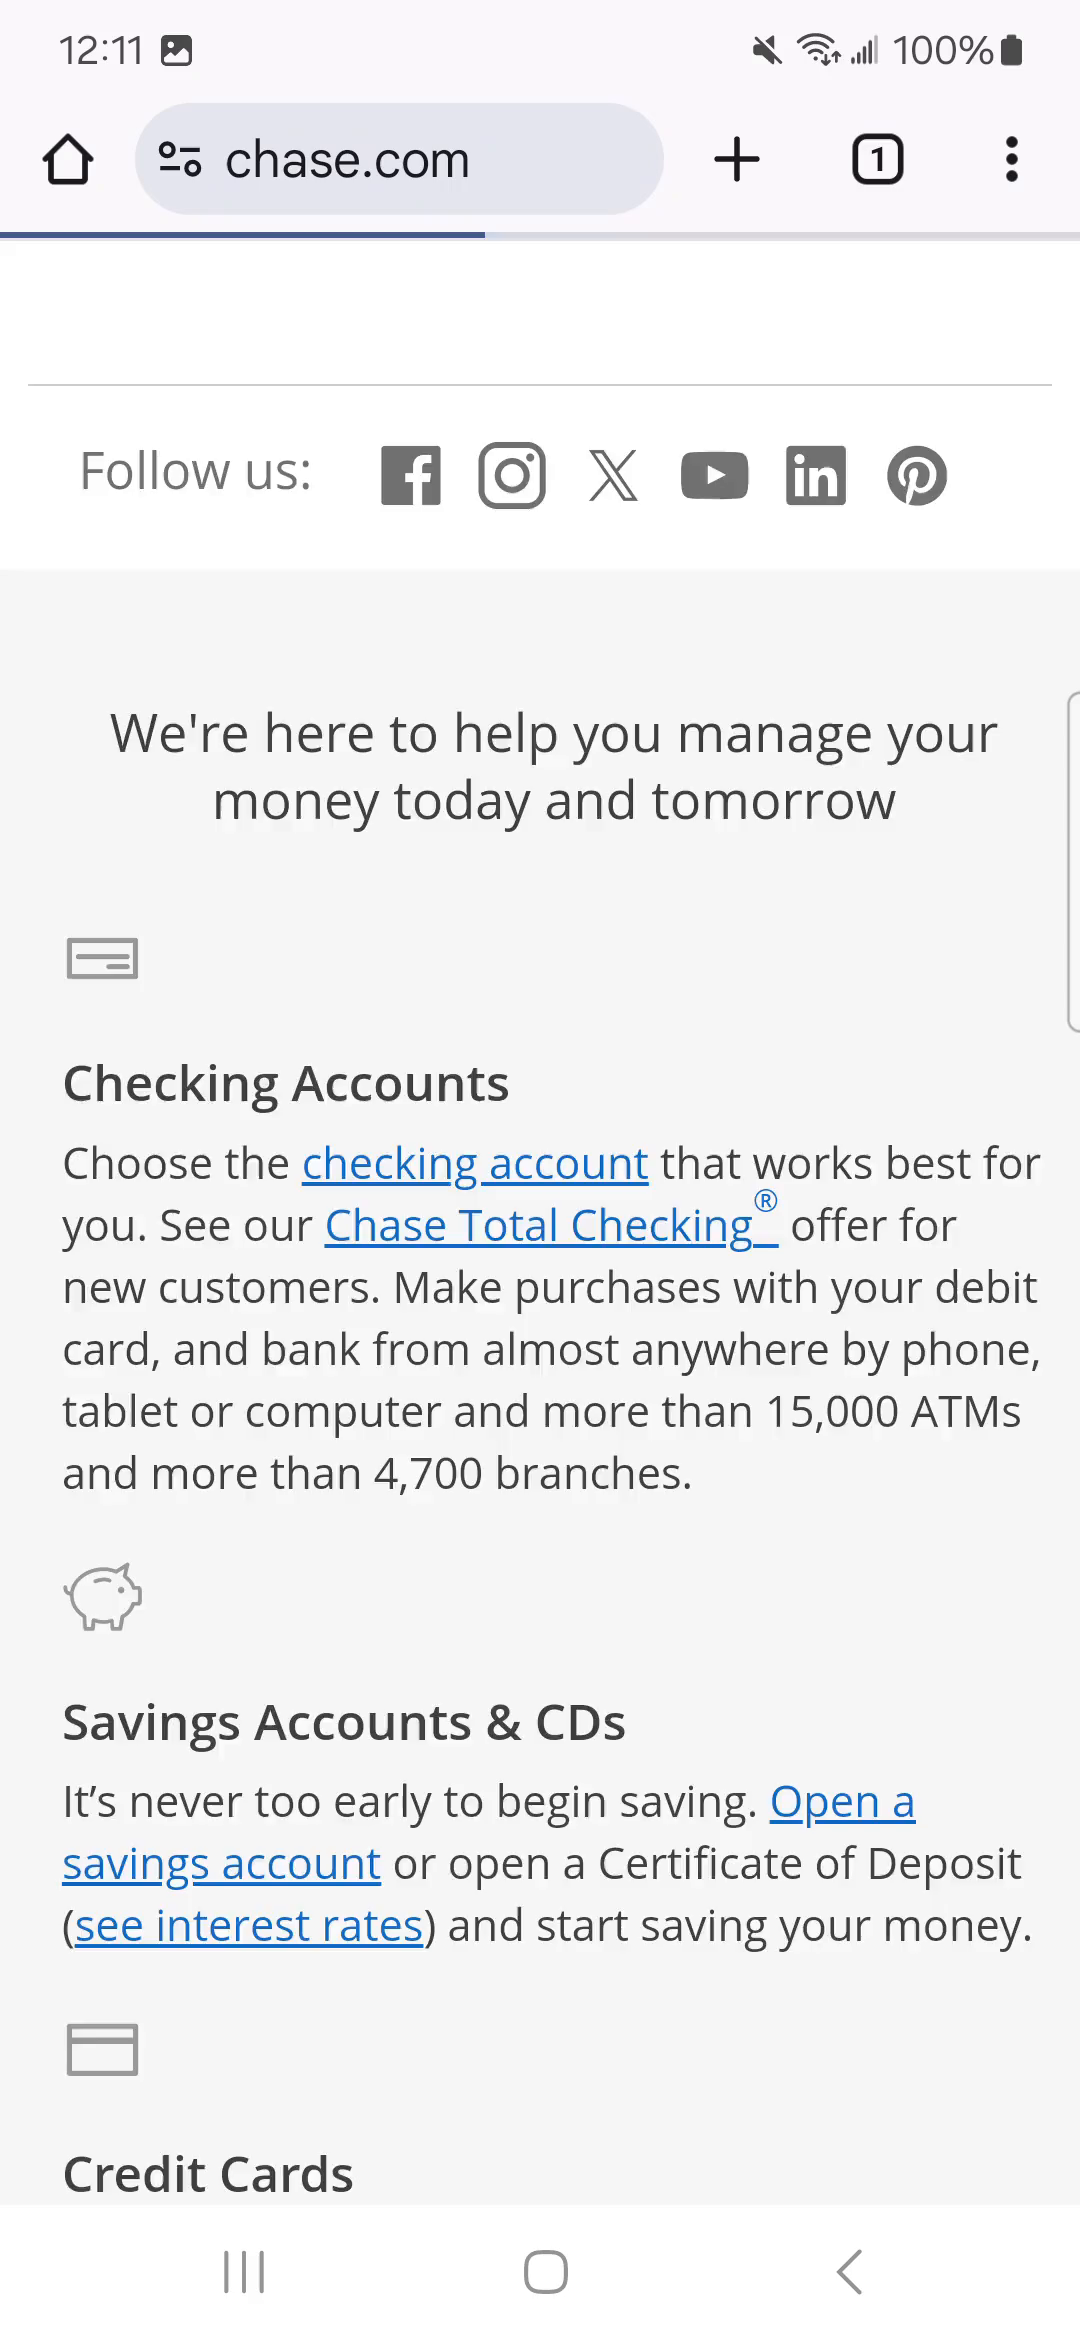 12:11 100%
chase.com 1
Follow us:
We're here to help you manage your
money today and tomorrow
Checking Accounts
Choose the checking account that works best for
you. See our Chase Total Checking® offer for
new customers. Make purchases with your debit
card, and bank from almost anywhere by phone,
tablet or computer and more than 15,000 ATMs
and more than 4,700 branches.
Savings Accounts & CDs
It’s never too early to begin saving. Open a
savings account or open a Certificate of Deposit
(see interest rates) and start saving your money.
Credit Cards